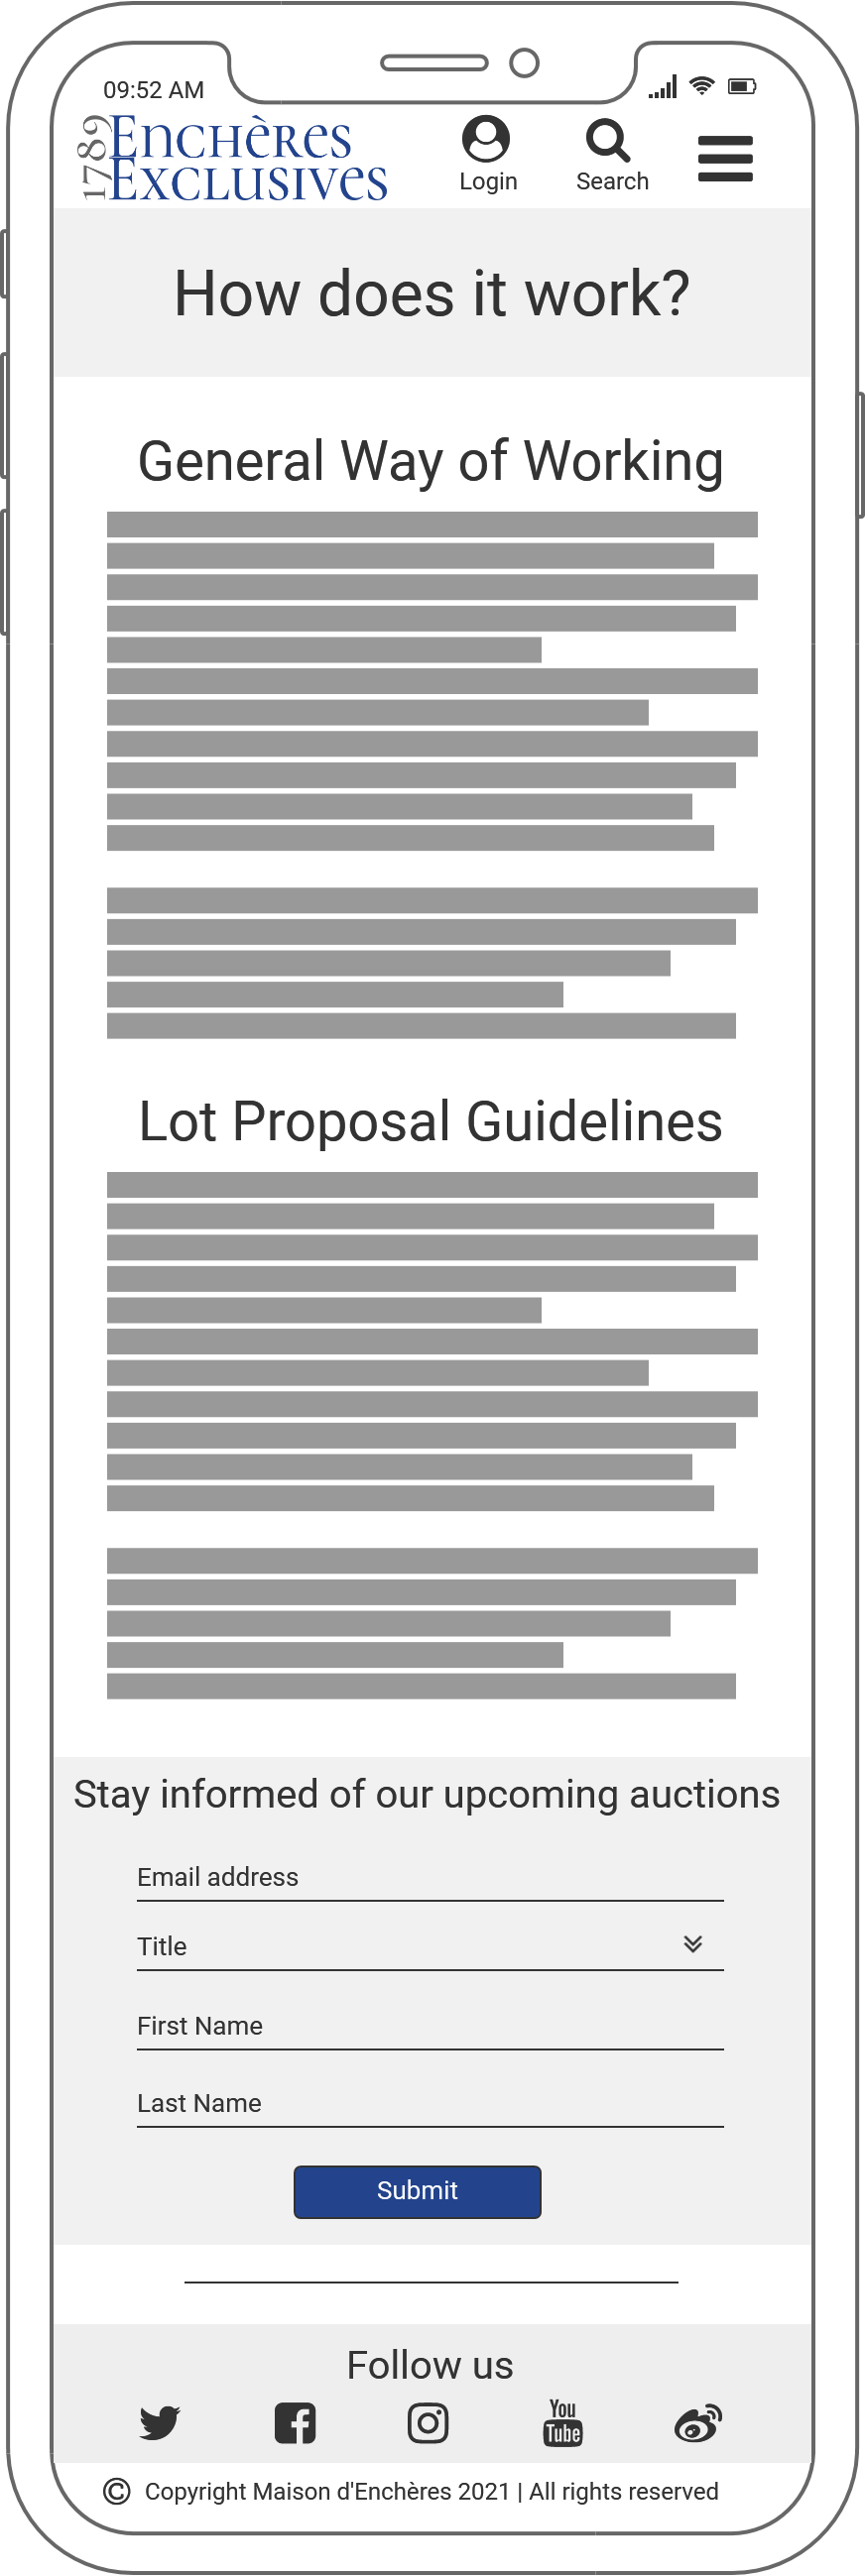 09:52 AM
1789
Enchères
Exclusives
Login
Search
How does it work?
General Way of Working
Lot Proposal Guidelines
Stay informed of our upcoming auctions
Email address
Title
First Name
Last Name
Submit
Follow us
You
Tube
© Copyright Maison d'Enchères 2021 | All rights reserved